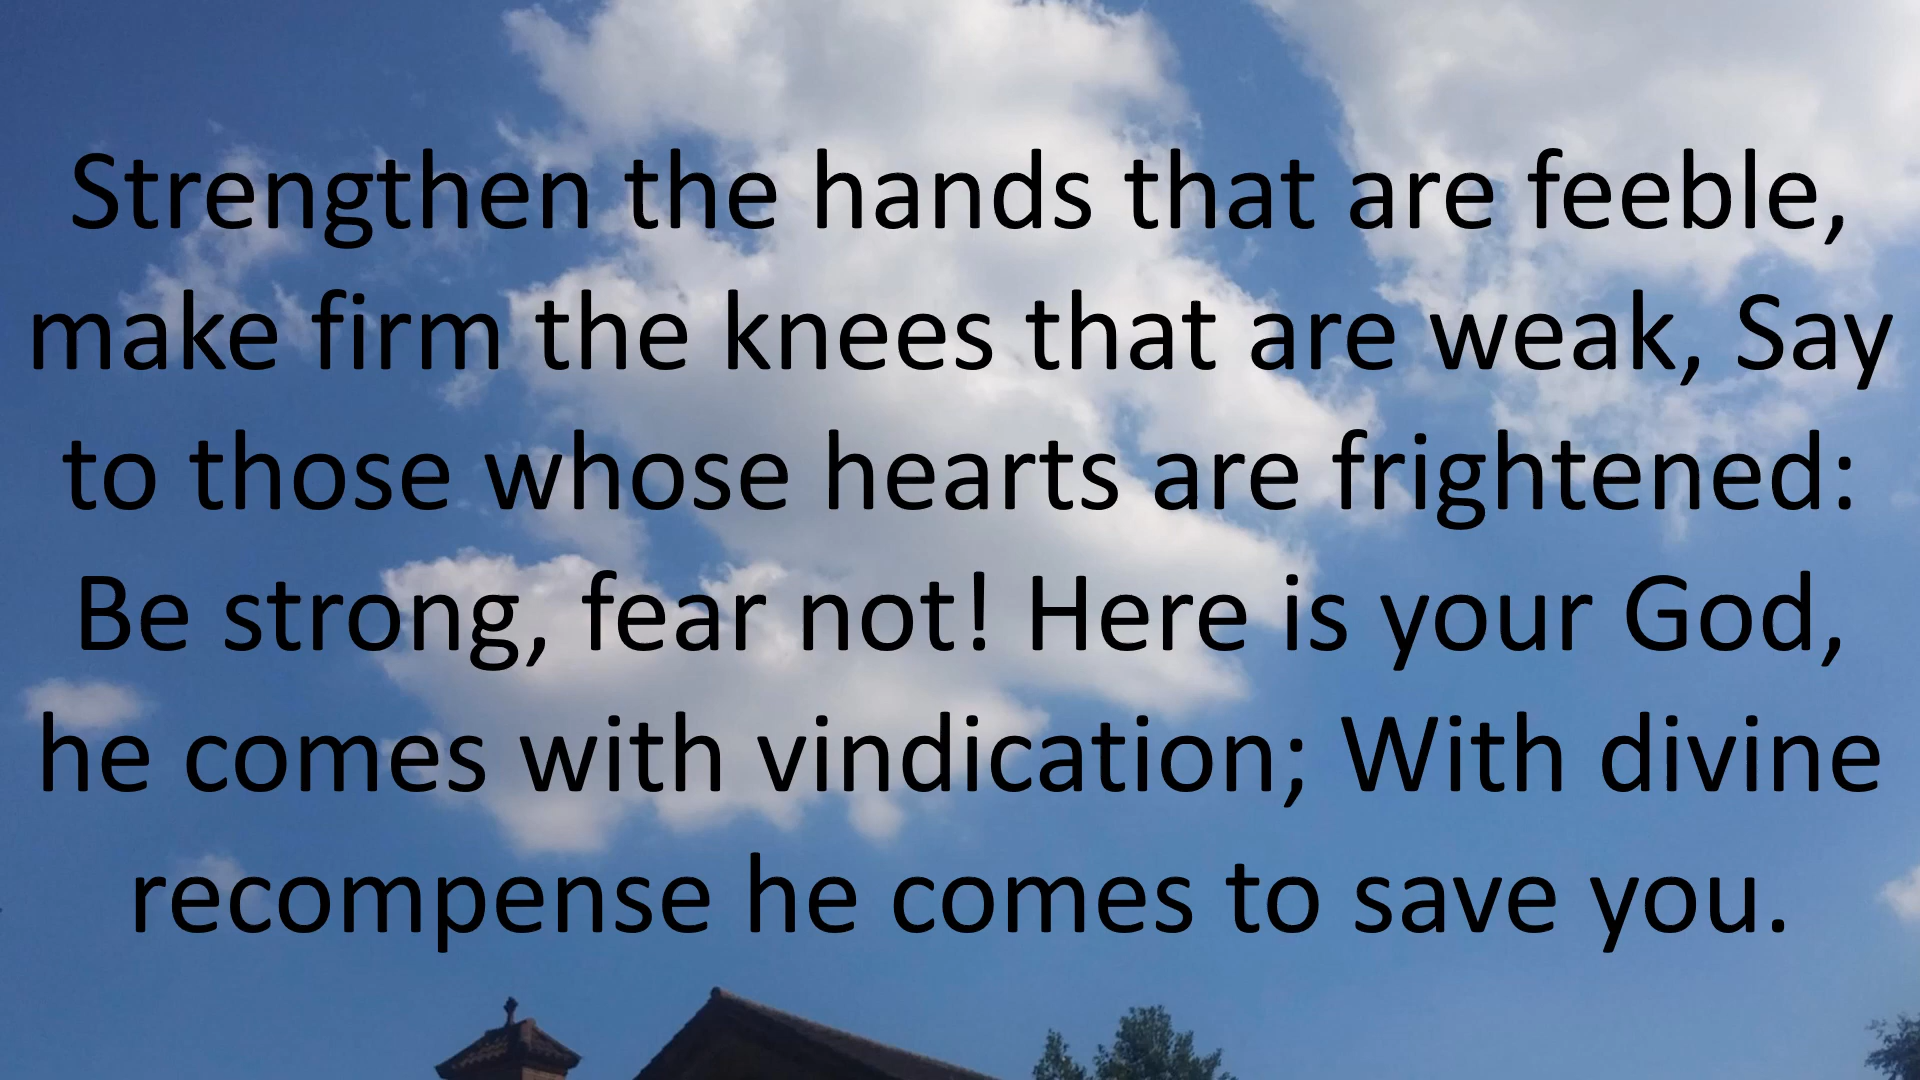 Strengthen the hands that are feeble,
make firm the knees that are weak, Say
to those whose hearts are frightened:
Be strong, fear not! Here is your God,
he comes with vindication; With divine
recompense he comes to save you.